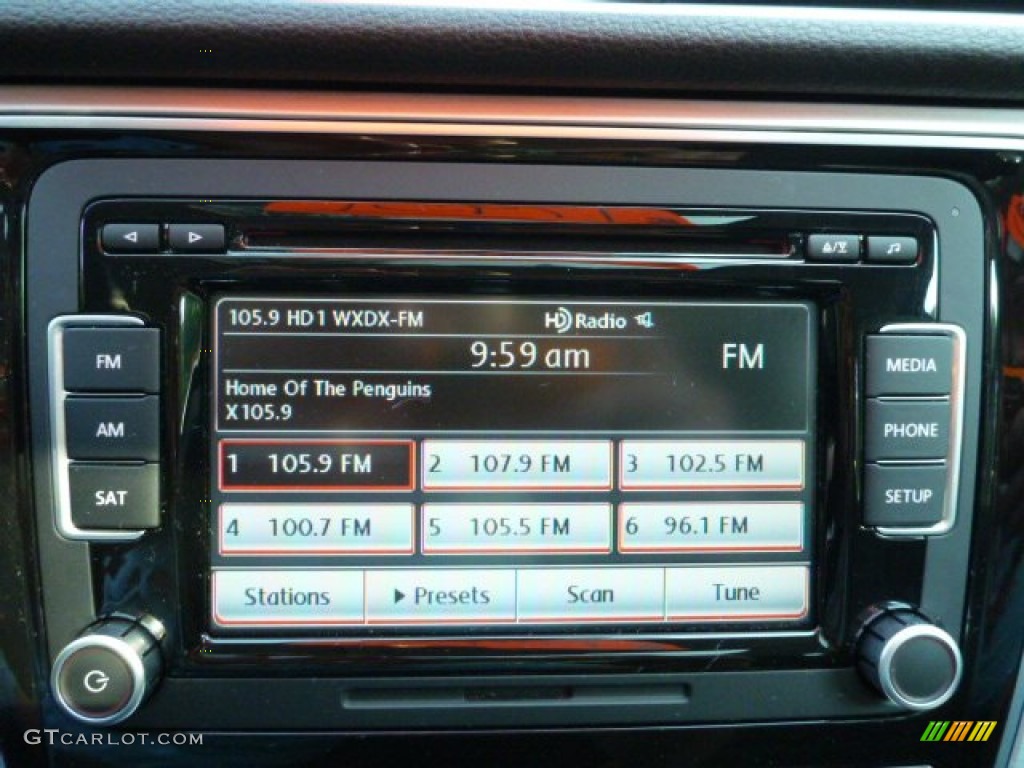 105.9 HD1 WXDX-FM HD Radio
9:59 am FM
Home Of The Penguins
X105.9
FM
AM
SAT
MEDIA
PHONE
SETUP
1 105.9 FM 2 107.9 FM 3 102.5 FM
4 100.7 FM 5 105.5 FM 6 96.1 FM
Stations Presets Scan Tune
GTCARLOT.COM